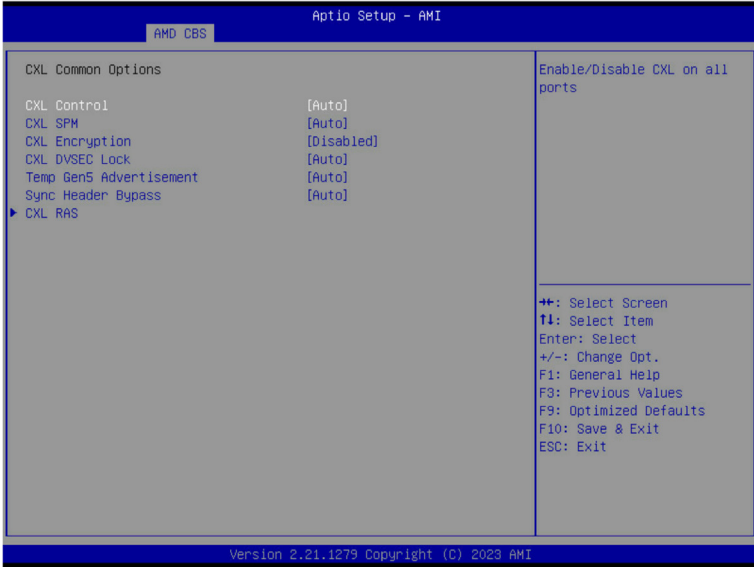 Aptio Setup – AMI
AMD CBS
CXL Common Options
CXL Control [Auto]
CXL SPM [Auto]
CXL Encryption [Disabled]
CXL DVSEC Lock [Auto]
Temp Gen5 Advertisement [Auto]
Sync Header Bypass [Auto]
CXL RAS
Enable/Disable CXL on all
ports
→←: Select Screen
↑↓: Select Item
Enter: Select
+/-: Change Opt.
F1: General Help
F3: Previous Values
F9: Optimized Defaults
F10: Save & Exit
ESC: Exit
Version 2.21.1279 Copyright (C) 2023 AMI